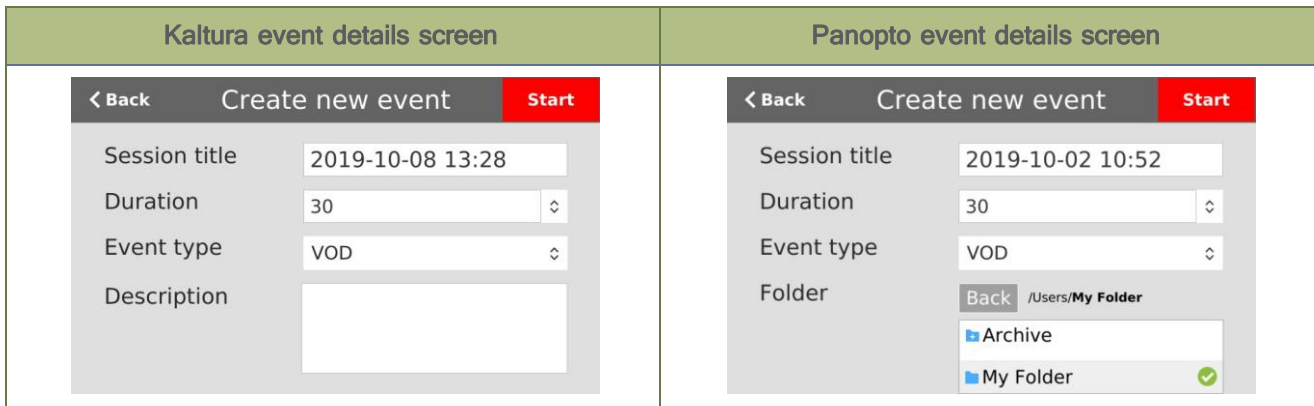 Kaltura event details screen
Back Create new event Start
Session title 2019-10-08 13:28
Duration 30
Event type VOD
Description
Panopto event details screen
Back Create new event Start
Session title 2019-10-02 10:52
Duration 30
Event type VOD
Folder Back /Users/My Folder
Archive
My Folder